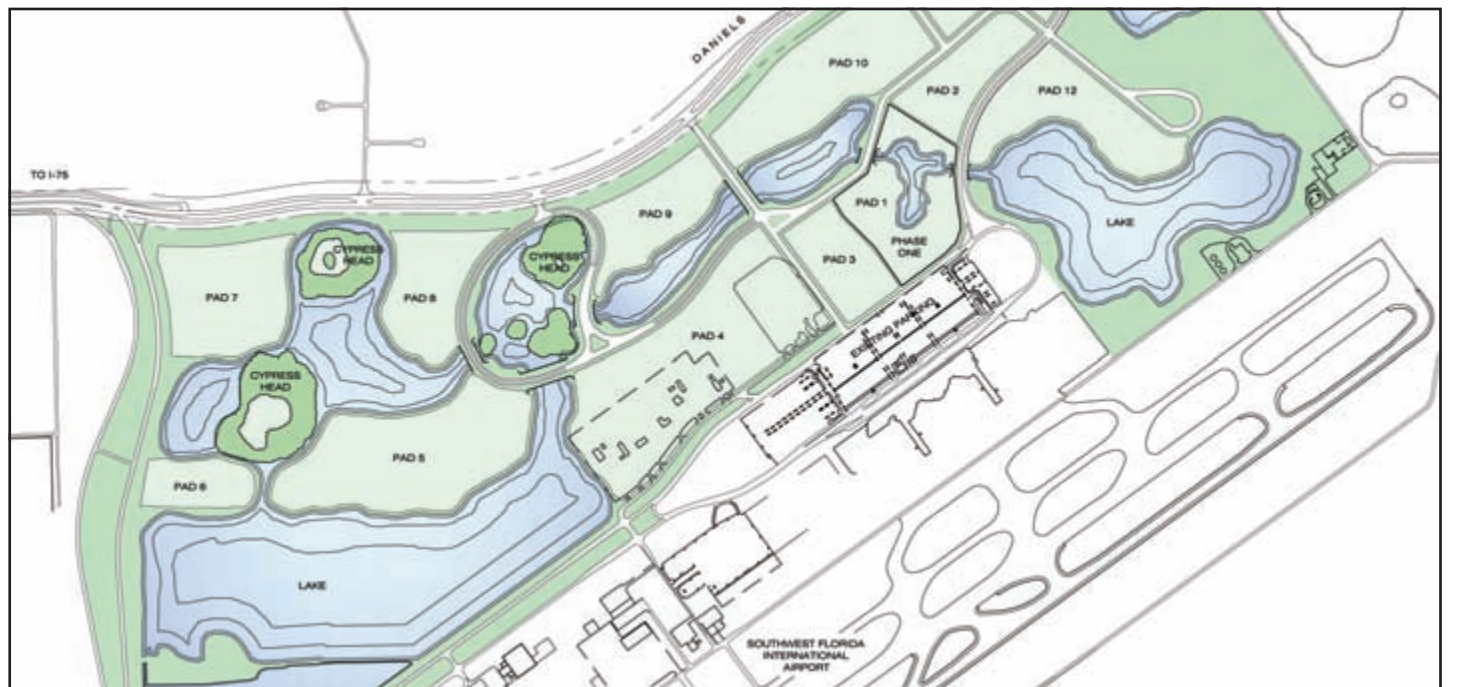 DANIELS
PAD 10
PAD 2
PAD 12
TO I-75
PAD 9
PAD 1
LAKE
CYPRESS
HEAD
CYPRESS
HEAD
PHASE
ONE
PAD 3
PAD 7
PAD 8
EXISTING PARKING
PAD 4
CYPRESS
HEAD
PAD 5
PAD 6
LAKE
SOUTHWEST FLORIDA
INTERNATIONAL
AIRPORT